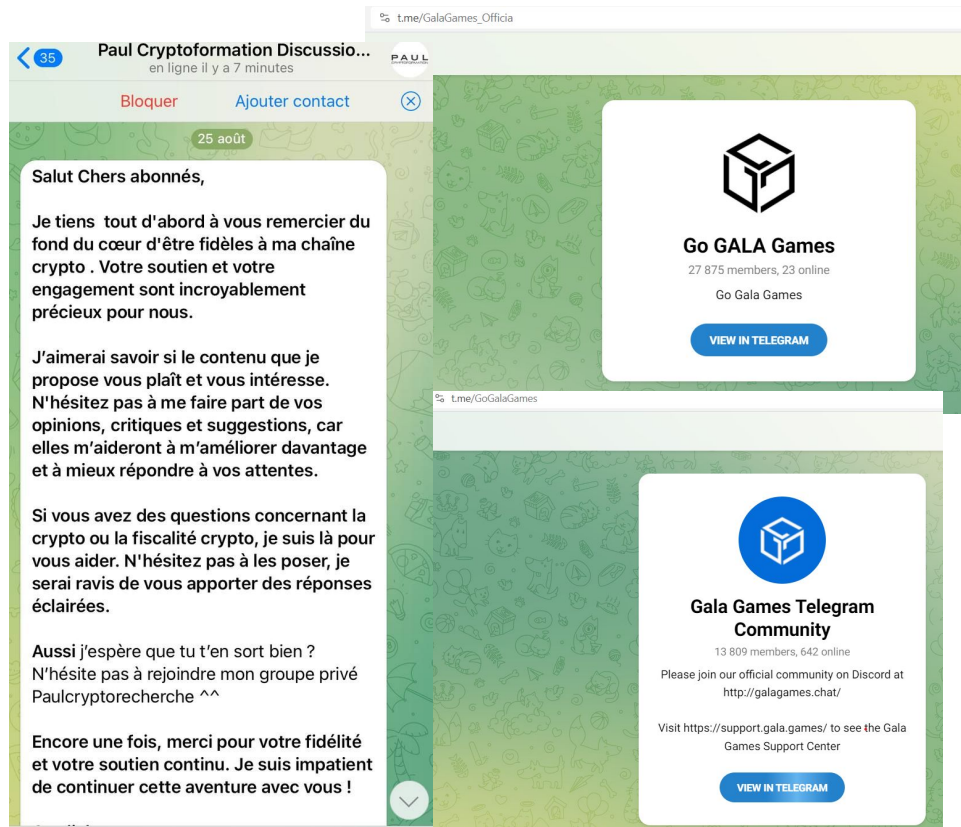 35
Paul Cryptoformation Discussio...
en ligne il y a 7 minutes
PAUL
Bloquer
Ajouter contact
25 août
Salut Chers abonnés,
Je tiens tout d'abord à vous remercier du
fond du cœur d'être fidèles à ma chaîne
crypto . Votre soutien et votre
engagement sont incroyablement
précieux pour nous.
J'aimerai savoir si le contenu que je
propose vous plaît et vous intéresse.
N'hésitez pas à me faire part de vos
opinions, critiques et suggestions, car
elles m'aideront à m'améliorer davantage
et à mieux répondre à vos attentes.
Si vous avez des questions concernant la
crypto ou la fiscalité crypto, je suis là pour
vous aider. N'hésitez pas à les poser, je
serai ravis de vous apporter des réponses
éclairées.
Aussi j'espère que tu t'en sort bien ?
N'hésite pas à rejoindre mon groupe privé
Paulcryptorecherche ^^
Encore une fois, merci pour votre fidélité
et votre soutien continu. Je suis impatient
de continuer cette aventure avec vous !
t.me/GalaGames_Officia
Go GALA Games
27 875 members, 23 online
Go Gala Games
VIEW IN TELEGRAM
t.me/GoGalaGames
Gala Games Telegram
Community
13 809 members, 642 online
Please join our official community on Discord at
http://galagames.chat/
Visit https://support.gala.games/ to see the Gala
Games Support Center
VIEW IN TELEGRAM